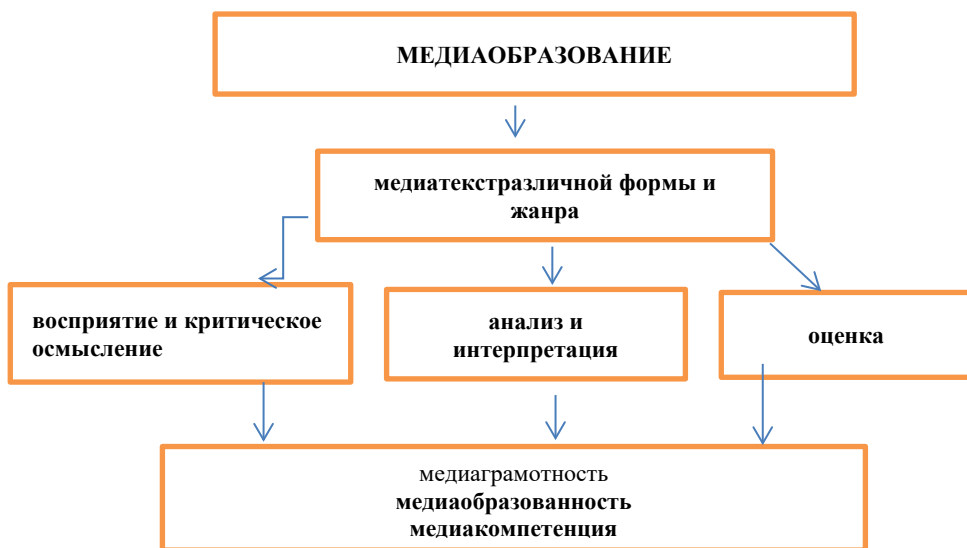 МЕДИАОБРАЗОВАНИЕ
медиатекстразличной формы и
жанра
восприятие и критическое
осмысление
анализ и
интерпретация
оценка
медиаграмотность
медиаобразованность
медиакомпетенция